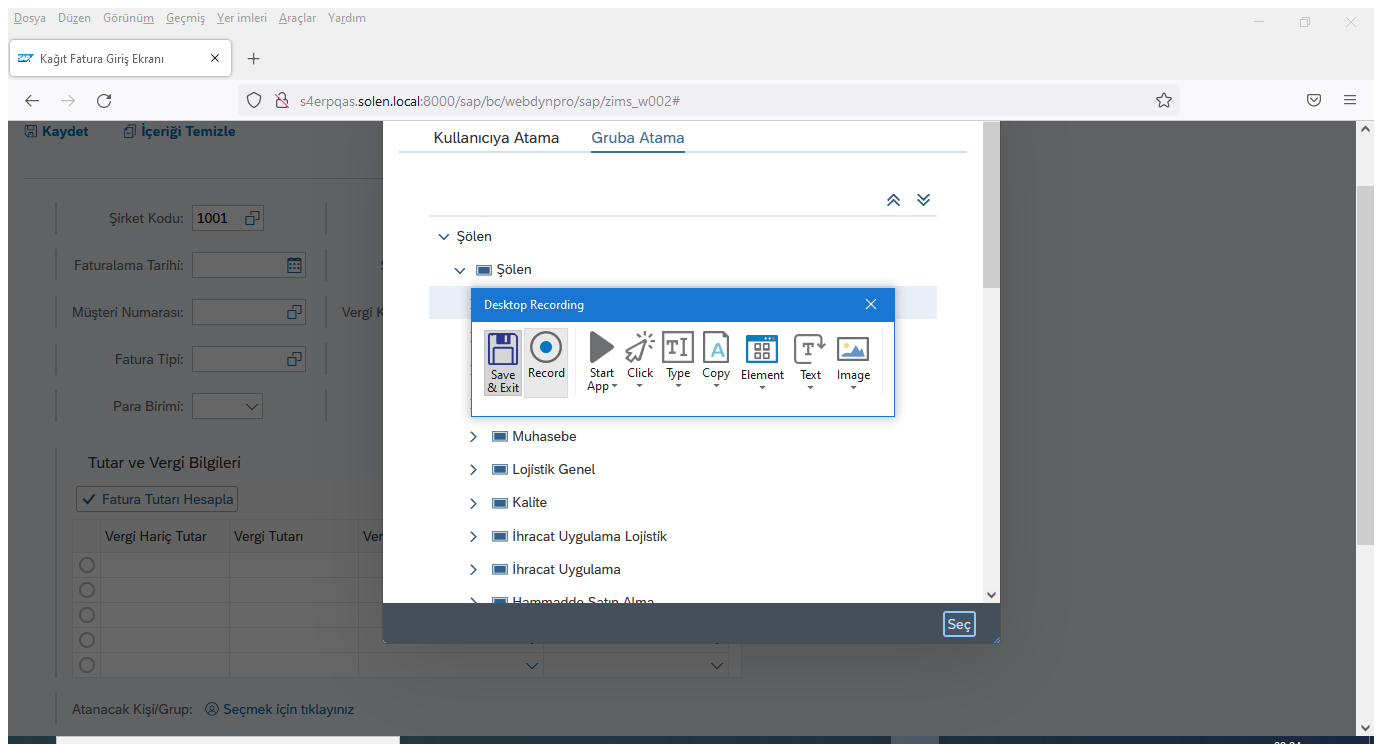 Dosya Düzen Görünüm Geçmiş Yer imleri Araçlar Yardım
SAP Kağıt Fatura Giriş Ekranı
s4erpqas.solen.local:8000/sap/bc/webdynpro/sap/zims_w002#
Kaydet İçeriği Temizle
Kullanıcıya Atama Gruba Atama
Şirket Kodu: 1001
Faturalama Tarihi:
Müşteri Numarası: Vergi K
Fatura Tipi:
Para Birimi:
Tutar ve Vergi Bilgileri
Fatura Tutarı Hesapla
Vergi Hariç Tutar Vergi Tutarı Ver
Atanacak Kişi/Grup: Seçmek için tıklayınız
Şölen
Şölen
Desktop Recording
Save & Exit
Record
Start App
Click
Type
Copy
Element
Text
Image
Muhasebe
Lojistik Genel
Kalite
İhracat Uygulama Lojistik
İhracat Uygulama
Hammadde Satın Alma
Seç